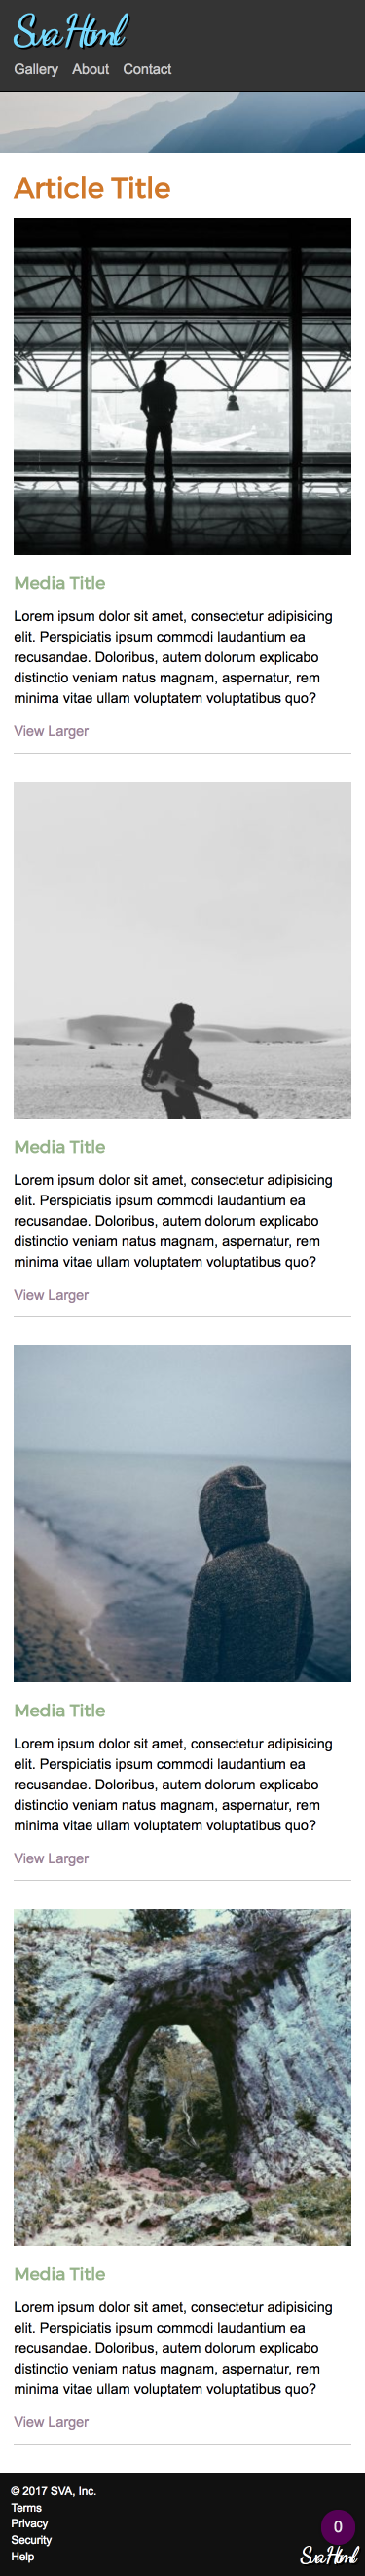 Sva Html
Gallery About Contact
Article Title
Media Title
Lorem ipsum dolor sit amet, consectetur adipisicing
elit. Perspiciatis ipsum commodi laudantium ea
recusandae. Doloribus, autem dolorum explicabo
distinctio veniam natus magnam, aspernatur, rem
minima vitae ullam voluptatem voluptatibus quo?
View Larger
Media Title
Lorem ipsum dolor sit amet, consectetur adipisicing
elit. Perspiciatis ipsum commodi laudantium ea
recusandae. Doloribus, autem dolorum explicabo
distinctio veniam natus magnam, aspernatur, rem
minima vitae ullam voluptatem voluptatibus quo?
View Larger
Media Title
Lorem ipsum dolor sit amet, consectetur adipisicing
elit. Perspiciatis ipsum commodi laudantium ea
recusandae. Doloribus, autem dolorum explicabo
distinctio veniam natus magnam, aspernatur, rem
minima vitae ullam voluptatem voluptatibus quo?
View Larger
Media Title
Lorem ipsum dolor sit amet, consectetur adipisicing
elit. Perspiciatis ipsum commodi laudantium ea
recusandae. Doloribus, autem dolorum explicabo
distinctio veniam natus magnam, aspernatur, rem
minima vitae ullam voluptatem voluptatibus quo?
View Larger
© 2017 SVA, Inc.
Terms
Privacy
Security
Help
0
Sva Html